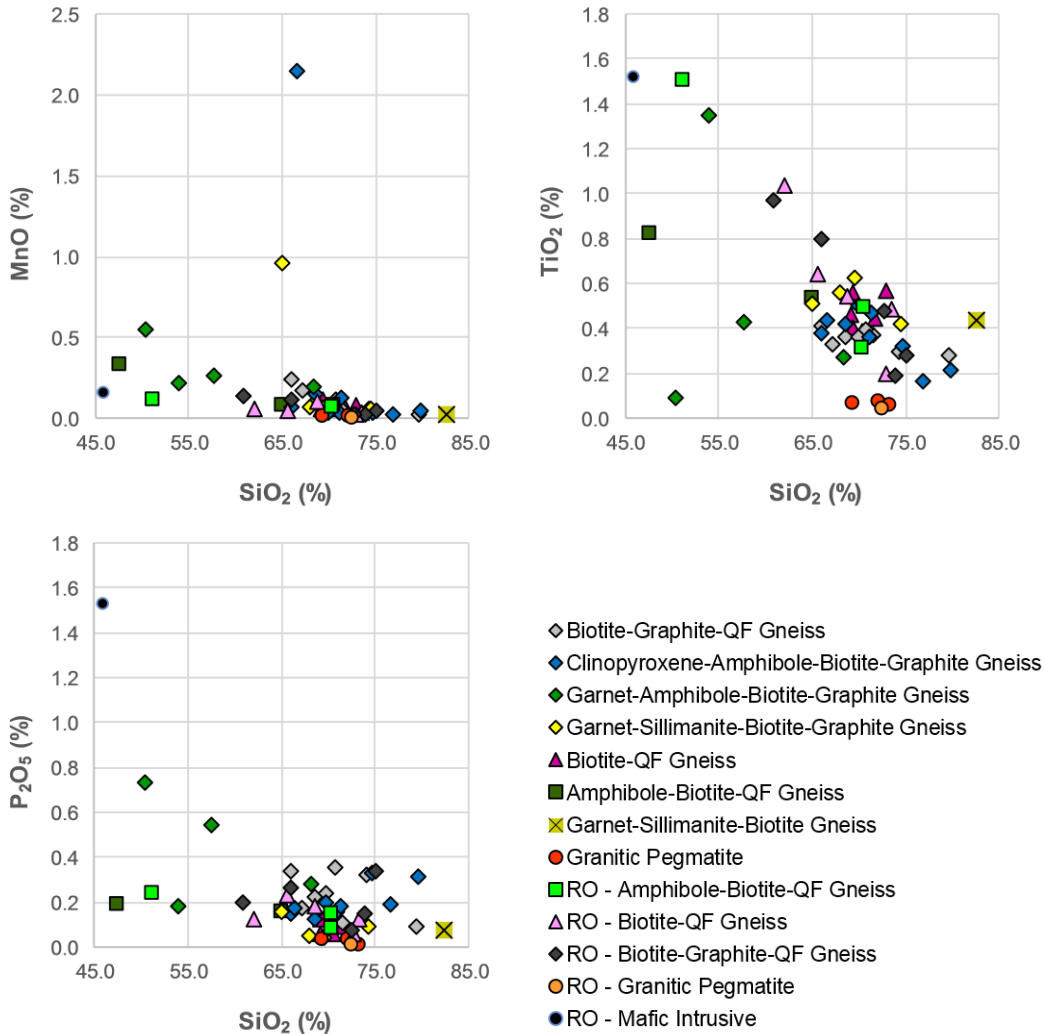 2.5
2.0
1.5
1.0
0.5
0.0
45.0 55.0 65.0 75.0 85.0
MnO (%)
SiO₂ (%)
1.8
1.6
1.4
1.2
1.0
0.8
0.6
0.4
0.2
0.0
45.0 55.0 65.0 75.0 85.0
TiO₂ (%)
SiO₂ (%)
1.8
1.6
1.4
1.2
1.0
0.8
0.6
0.4
0.2
0.0
45.0 55.0 65.0 75.0 85.0
P₂O₅ (%)
SiO₂ (%)
Biotite-Graphite-QF Gneiss
Clinopyroxene-Amphibole-Biotite-Graphite Gneiss
Garnet-Amphibole-Biotite-Graphite Gneiss
Garnet-Sillimanite-Biotite-Graphite Gneiss
Biotite-QF Gneiss
Amphibole-Biotite-QF Gneiss
Garnet-Sillimanite-Biotite Gneiss
Granitic Pegmatite
RO - Amphibole-Biotite-QF Gneiss
RO - Biotite-QF Gneiss
RO - Biotite-Graphite-QF Gneiss
RO - Granitic Pegmatite
RO - Mafic Intrusive